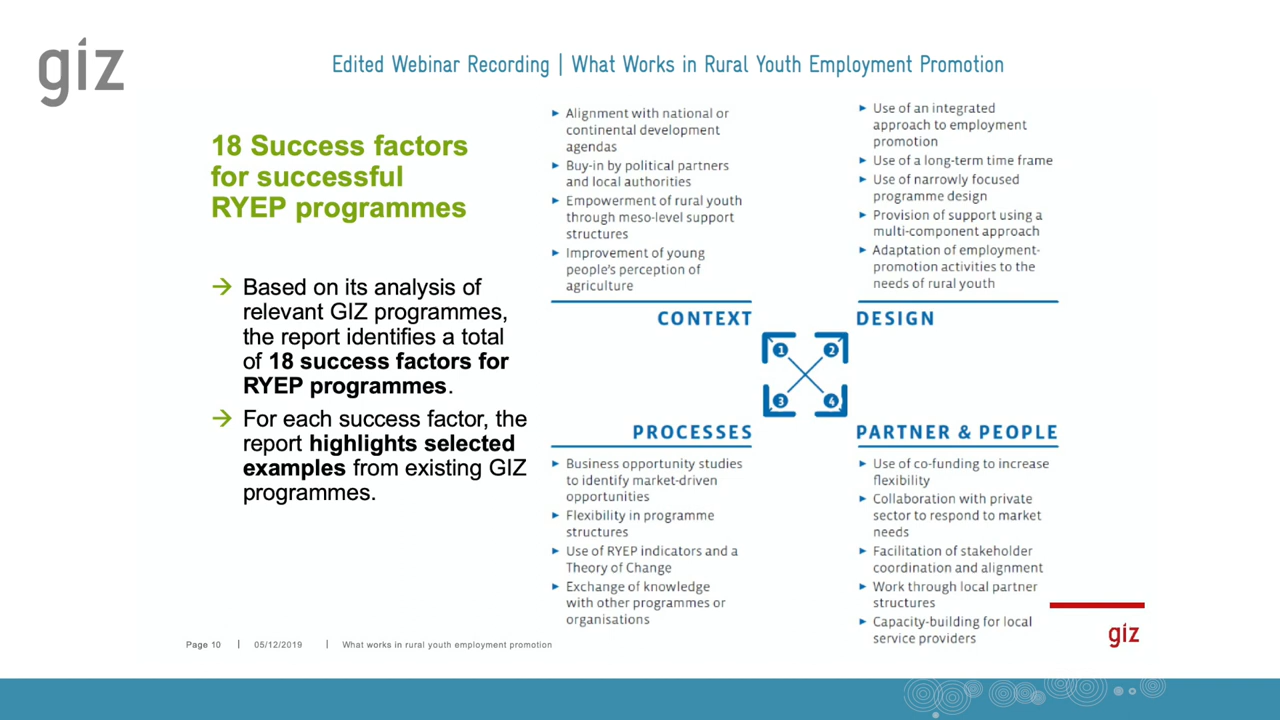 giz
Edited Webinar Recording | What Works in Rural Youth Employment Promotion
18 Success factors
for successful
RYEP programmes
→ Based on its analysis of
relevant GIZ programmes,
the report identifies a total
of 18 success factors for
RYEP programmes.
→ For each success factor, the
report highlights selected
examples from existing GIZ
programmes.
► Alignment with national or
continental development
agendas
► Buy-in by political partners
and local authorities
► Empowerment of rural youth
through meso-level support
structures
► Improvement of young
people's perception of
agriculture
CONTEXT
► Use of an integrated
approach to employment
promotion
► Use of a long-term time frame
► Use of narrowly focused
programme design
► Provision of support using a
multi-component approach
► Adaptation of employment-
promotion activities to the
needs of rural youth
DESIGN
1 2
3 4
PROCESSES
► Business opportunity studies
to identify market-driven
opportunities
► Flexibility in programme
structures
► Use of RYEP indicators and a
Theory of Change
► Exchange of knowledge
with other programmes or
organisations
PARTNER & PEOPLE
► Use of co-funding to increase
flexibility
► Collaboration with private
sector to respond to market
needs
► Facilitation of stakeholder
coordination and alignment
► Work through local partner
structures
► Capacity-building for local
service providers
Page 10 | 05/12/2019 | What works in rural youth employment promotion
giz